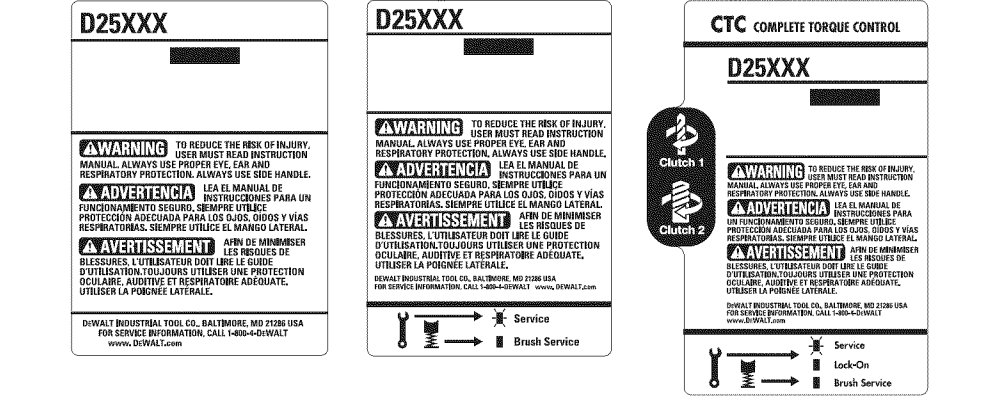 D25XXX
WARNING TO REDUCE THE RISK OF INJURY,
USER MUST READ INSTRUCTION
MANUAL. ALWAYS USE PROPER EYE, EAR AND
RESPIRATORY PROTECTION. ALWAYS USE SIDE HANDLE.
ADVERTENCIA LEA EL MANUAL DE
INSTRUCCIONES PARA UN
FUNCIONAMIENTO SEGURO. SIEMPRE UTILICE
PROTECCIÓN ADECUADA PARA LOS OJOS, OIDOS Y VÍAS
RESPIRATORIAS. SIEMPRE UTILICE EL MANGO LATERAL.
AVERTISSEMENT AFIN DE MINIMISER
LES RISQUES DE
BLESSURES, L'UTILISATEUR DOIT LIRE LE GUIDE
D'UTILISATION.TOUJOURS UTILISER UNE PROTECTION
OCULAIRE, AUDITIVE ET RESPIRATOIRE ADÉQUATE.
UTILISER LA POIGNÉE LATÉRALE.
DEWALT INDUSTRIAL TOOL CO., BALTIMORE, MD 21286 USA
FOR SERVICE INFORMATION, CALL 1-800-4-DEWALT
www. DEWALT.com
D25XXX
WARNING TO REDUCE THE RISK OF INJURY,
USER MUST READ INSTRUCTION
MANUAL. ALWAYS USE PROPER EYE, EAR AND
RESPIRATORY PROTECTION. ALWAYS USE SIDE HANDLE.
ADVERTENCIA LEA EL MANUAL DE
INSTRUCCIONES PARA UN
FUNCIONAMIENTO SEGURO. SIEMPRE UTILICE
PROTECCIÓN ADECUADA PARA LOS OJOS, OIDOS Y VÍAS
RESPIRATORIAS. SIEMPRE UTILICE EL MANGO LATERAL.
AVERTISSEMENT AFIN DE MINIMISER
LES RISQUES DE
BLESSURES, L'UTILISATEUR DOIT LIRE LE GUIDE
D'UTILISATION.TOUJOURS UTILISER UNE PROTECTION
OCULAIRE, AUDITIVE ET RESPIRATOIRE ADÉQUATE.
UTILISER LA POIGNÉE LATÉRALE.
DEWALT INDUSTRIAL TOOL CO., BALTIMORE, MD 21286 USA
FOR SERVICE INFORMATION, CALL 1-800-4-DEWALT www. DEWALT.com
Service
Brush Service
CTC COMPLETE TORQUE CONTROL
D25XXX
Clutch 1
Clutch 2
WARNING TO REDUCE THE RISK OF INJURY,
USER MUST READ INSTRUCTION
MANUAL. ALWAYS USE PROPER EYE, EAR AND
RESPIRATORY PROTECTION. ALWAYS USE SIDE HANDLE.
ADVERTENCIA LEA EL MANUAL DE
INSTRUCCIONES PARA
UN FUNCIONAMIENTO SEGURO. SIEMPRE UTILICE
PROTECCIÓN ADECUADA PARA LOS OJOS, OIDOS Y VÍAS
RESPIRATORIAS. SIEMPRE UTILICE EL MANGO LATERAL.
AVERTISSEMENT AFIN DE MINIMISER
LES RISQUES DE
BLESSURES, L'UTILISATEUR DOIT LIRE LE GUIDE
D'UTILISATION.TOUJOURS UTILISER UNE PROTECTION
OCULAIRE, AUDITIVE ET RESPIRATOIRE ADÉQUATE.
UTILISER LA POIGNÉE LATÉRALE.
DEWALT INDUSTRIAL TOOL CO., BALTIMORE, MD 21286 USA
FOR SERVICE INFORMATION, CALL 1-800-4-DEWALT
www. DEWALT.com
Service
Lock-On
Brush Service